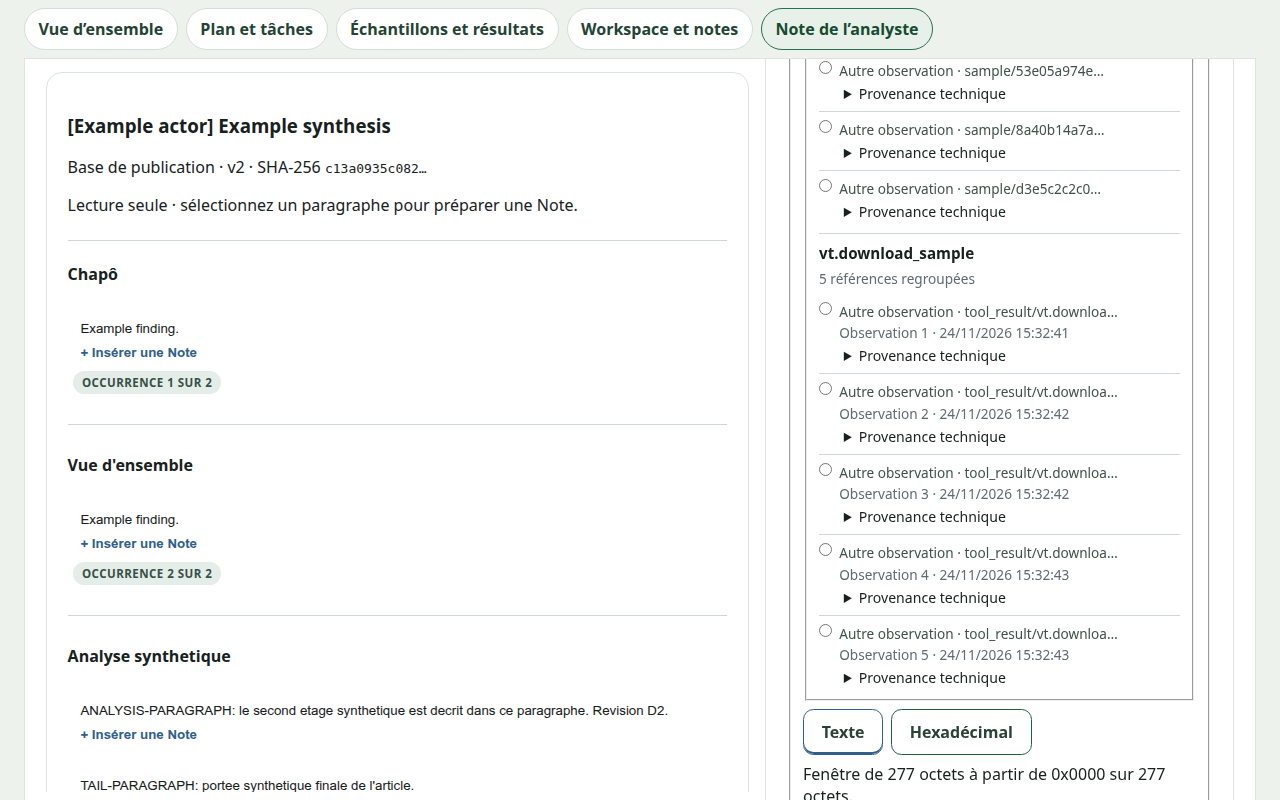 Vue d’ensemble
Plan et tâches
Échantillons et résultats
Workspace et notes
Note de l’analyste
[Example actor] Example synthesis
Base de publication · v2 · SHA-256 c13a0935c082…
Lecture seule · sélectionnez un paragraphe pour préparer une Note.
Chapô
Example finding.
+ Insérer une Note
OCCURRENCE 1 SUR 2
Vue d'ensemble
Example finding.
+ Insérer une Note
OCCURRENCE 2 SUR 2
Analyse synthetique
ANALYSIS-PARAGRAPH: le second etage synthetique est decrit dans ce paragraphe. Revision D2.
+ Insérer une Note
TAIL-PARAGRAPH: portee synthetique finale de l'article.
Autre observation · sample/53e05a974e…
▶ Provenance technique
Autre observation · sample/8a40b14a7a…
▶ Provenance technique
Autre observation · sample/d3e5c2c2c0…
▶ Provenance technique
vt.download_sample
5 références regroupées
Autre observation · tool_result/vt.downloa…
Observation 1 · 24/11/2026 15:32:41
▶ Provenance technique
Autre observation · tool_result/vt.downloa…
Observation 2 · 24/11/2026 15:32:42
▶ Provenance technique
Autre observation · tool_result/vt.downloa…
Observation 3 · 24/11/2026 15:32:42
▶ Provenance technique
Autre observation · tool_result/vt.downloa…
Observation 4 · 24/11/2026 15:32:43
▶ Provenance technique
Autre observation · tool_result/vt.downloa…
Observation 5 · 24/11/2026 15:32:43
▶ Provenance technique
Texte
Hexadécimal
Fenêtre de 277 octets à partir de 0x0000 sur 277
octets.